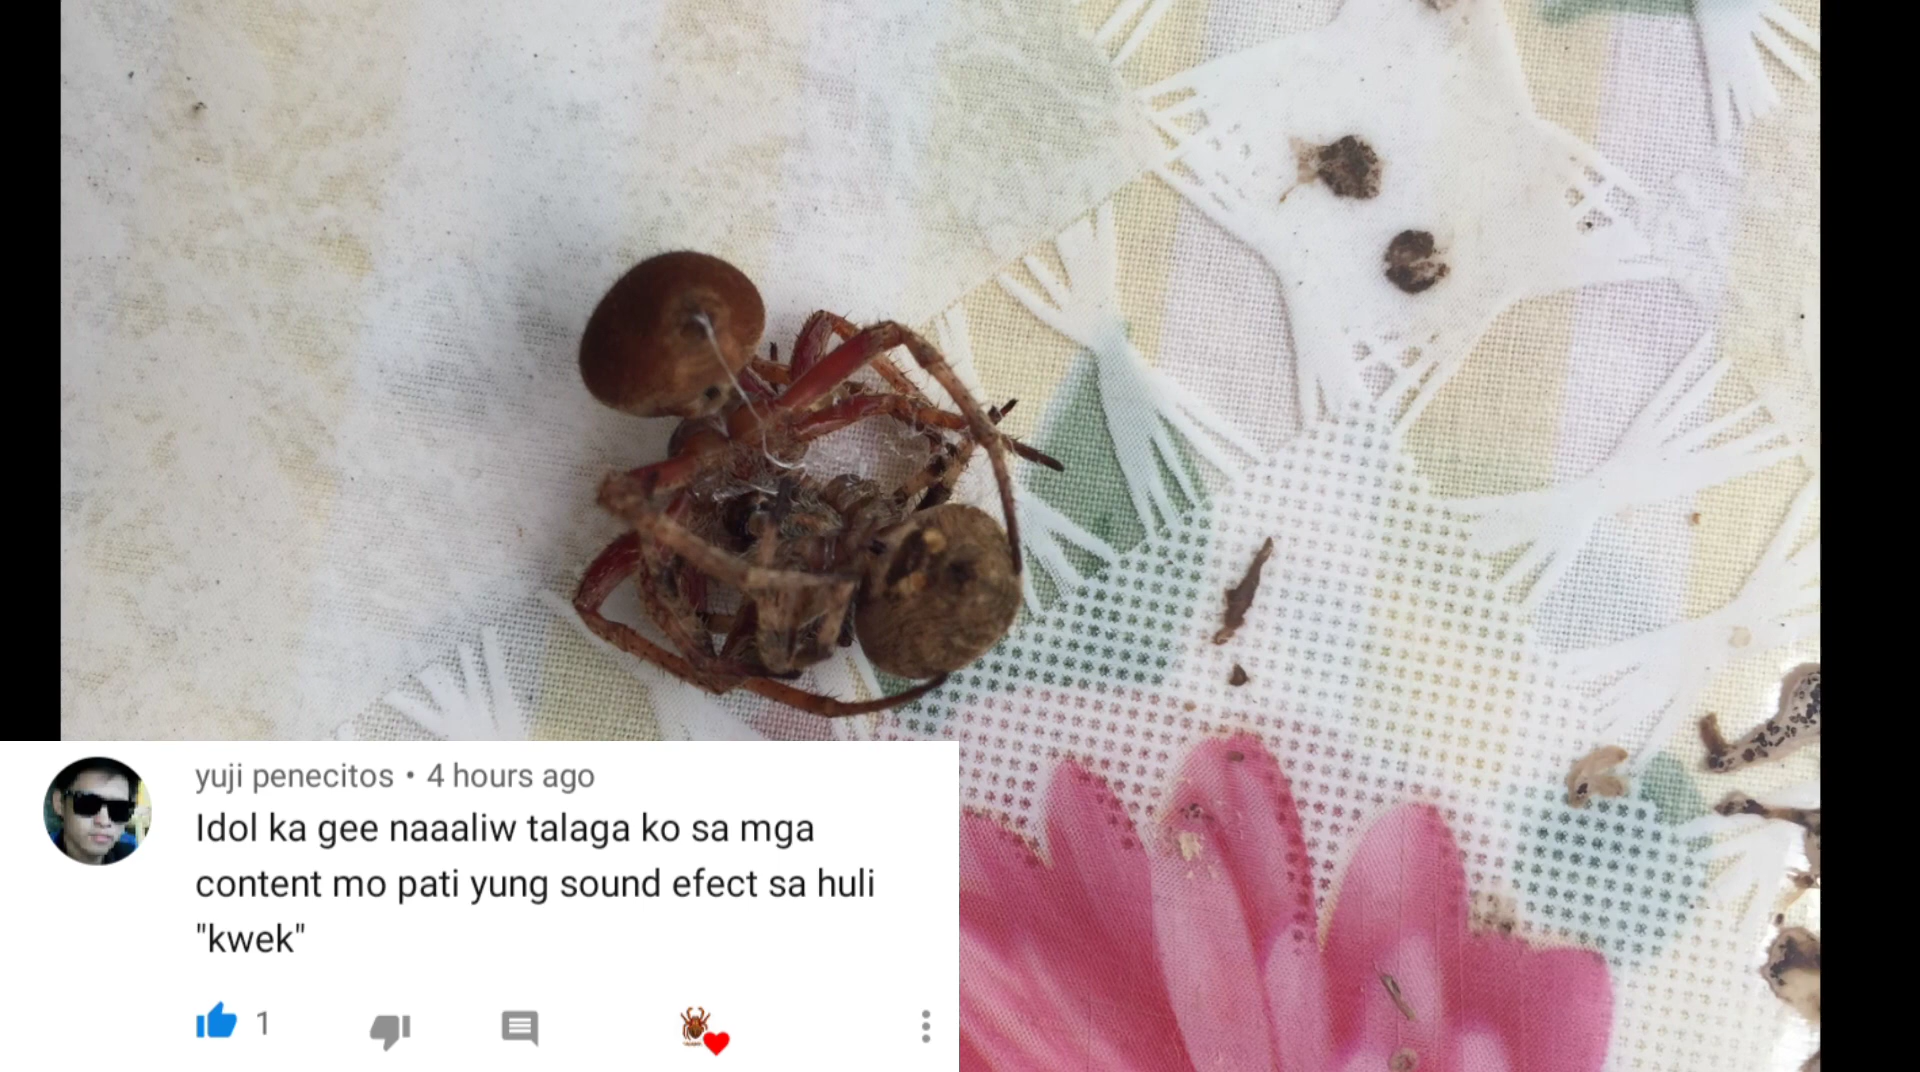 yuji penecitos • 4 hours ago
Idol ka gee naaaliw talaga ko sa mga
content mo pati yung sound efect sa huli
"kwek"
1